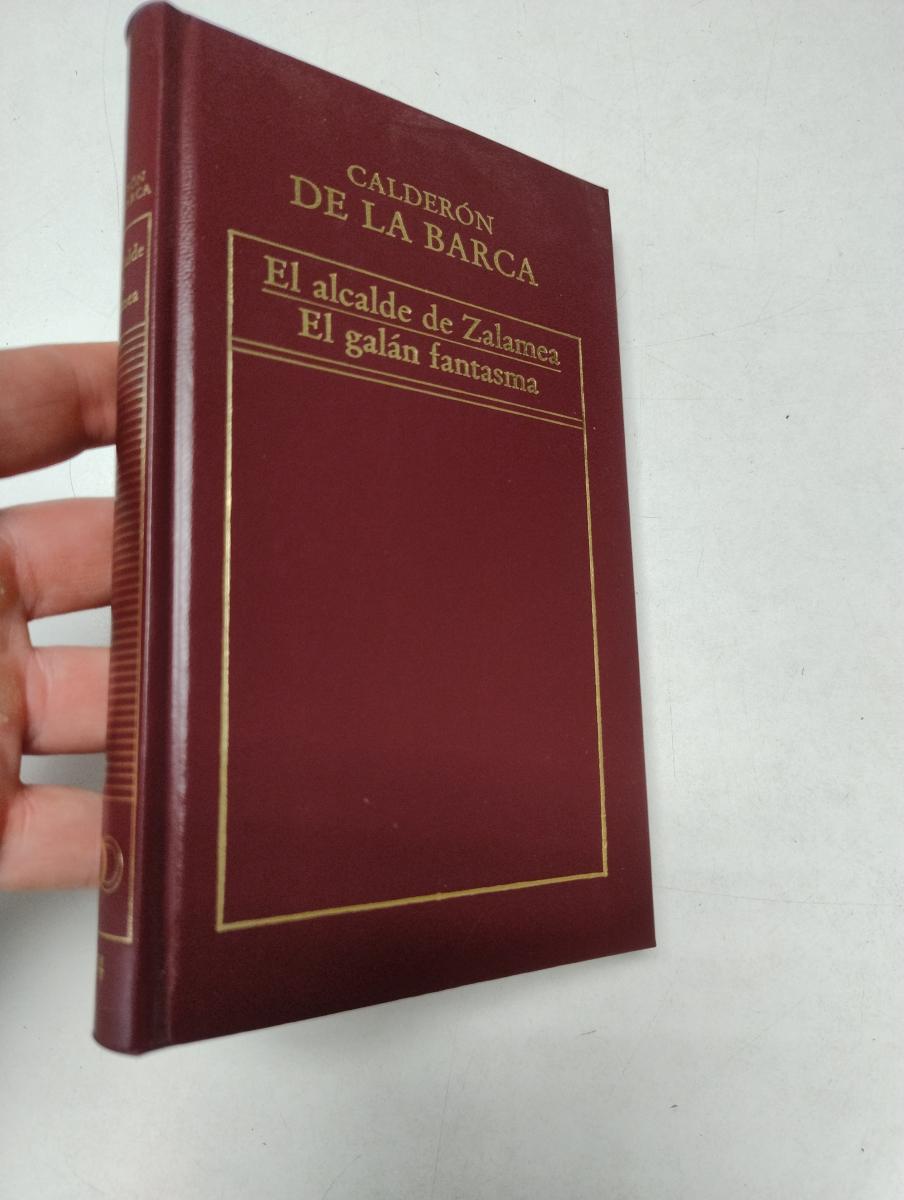 CALDERÓN
DE LA BARCA
El alcalde de Zalamea
El galán fantasma